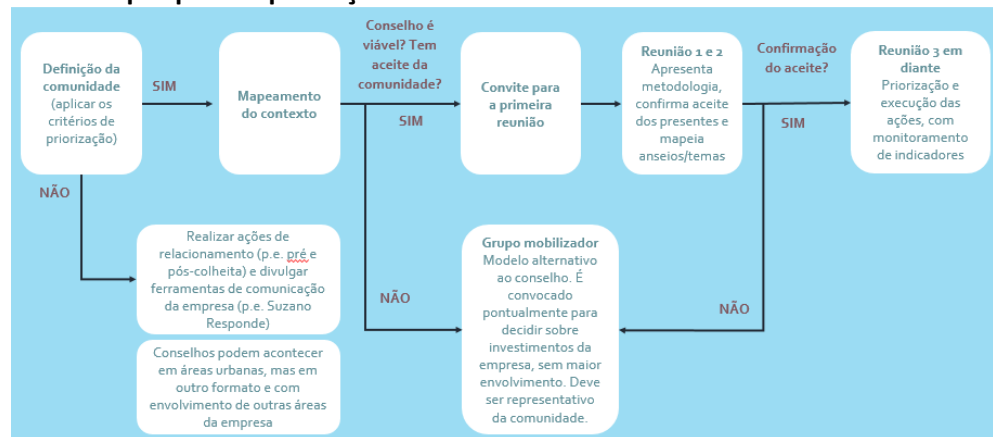 Definição da
comunidade
(aplicar os
critérios de
priorização)
SIM
Mapeamento
do contexto
Conselho é
viável? Tem
aceite da
comunidade?
SIM
Convite para
a primeira
reunião
Reunião 1 e 2
Apresenta
metodologia,
confirma aceite
dos presentes e
mapeia
anseios/temas
Confirmação
do aceite?
SIM
Reunião 3 em
diante
Priorização e
execução das
ações, com
monitoramento
de indicadores
NÃO
Realizar ações de
relacionamento (p.e. pré e
pós-colheita) e divulgar
ferramentas de comunicação
da empresa (p.e. Suzano
Responde)
NÃO
Grupo mobilizador
Modelo alternativo
ao conselho. É
convocado
pontualmente para
decidir sobre
investimentos da
empresa, sem maior
envolvimento. Deve
ser representativo
da comunidade.
NÃO
Conselhos podem acontecer
em áreas urbanas, mas em
outro formato e com
envolvimento de outras áreas
da empresa